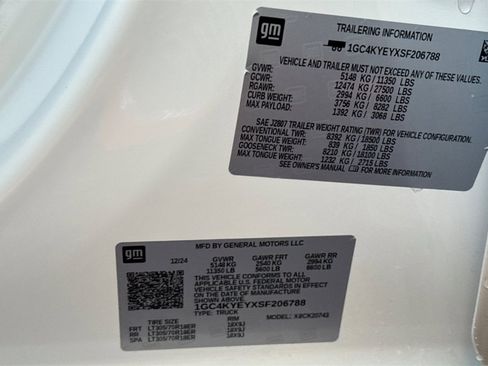 gm
TRAILERING INFORMATION
1GC4KYEYXSF206788
VEHICLE AND TRAILER MUST NOT EXCEED ANY OF THESE VALUES.
GVWR: 5148 KG / 11350 LBS
GCWR: 12474 KG / 27500 LBS
RGAWR: 2994 KG / 6600 LBS
CURB WEIGHT: 3756 KG / 8282 LBS
MAX PAYLOAD: 1392 KG / 3068 LBS
SAE J2807 TRAILER WEIGHT RATING (TWR) FOR VEHICLE CONFIGURATION.
CONVENTIONAL TWR: 8392 KG / 18500 LBS
MAX TONGUE WEIGHT: 839 KG / 1850 LBS
GOOSENECK TWR: 8210 KG / 18100 LBS
MAX TONGUE WEIGHT: 1232 KG / 2715 LBS
SEE OWNER'S MANUAL FOR MORE INFORMATION.
gm
MFD BY GENERAL MOTORS LLC
12/24
GVWR GAWR FRT GAWR RR
5148 KG 2540 KG 2994 KG
11350 LB 5600 LB 6600 LB
THIS VEHICLE CONFORMS TO ALL
APPLICABLE U.S. FEDERAL MOTOR
VEHICLE SAFETY STANDARDS IN EFFECT
ON THE DATE OF MANUFACTURE
SHOWN ABOVE.
1GC4KYEYXSF206788
TYPE: TRUCK MODEL: X@CK20743
TIRE SIZE RIM
FRT LT305/70R18ER 18X9J
RR LT305/70R18ER 18X9J
SPA LT305/70R18ER 18X9J